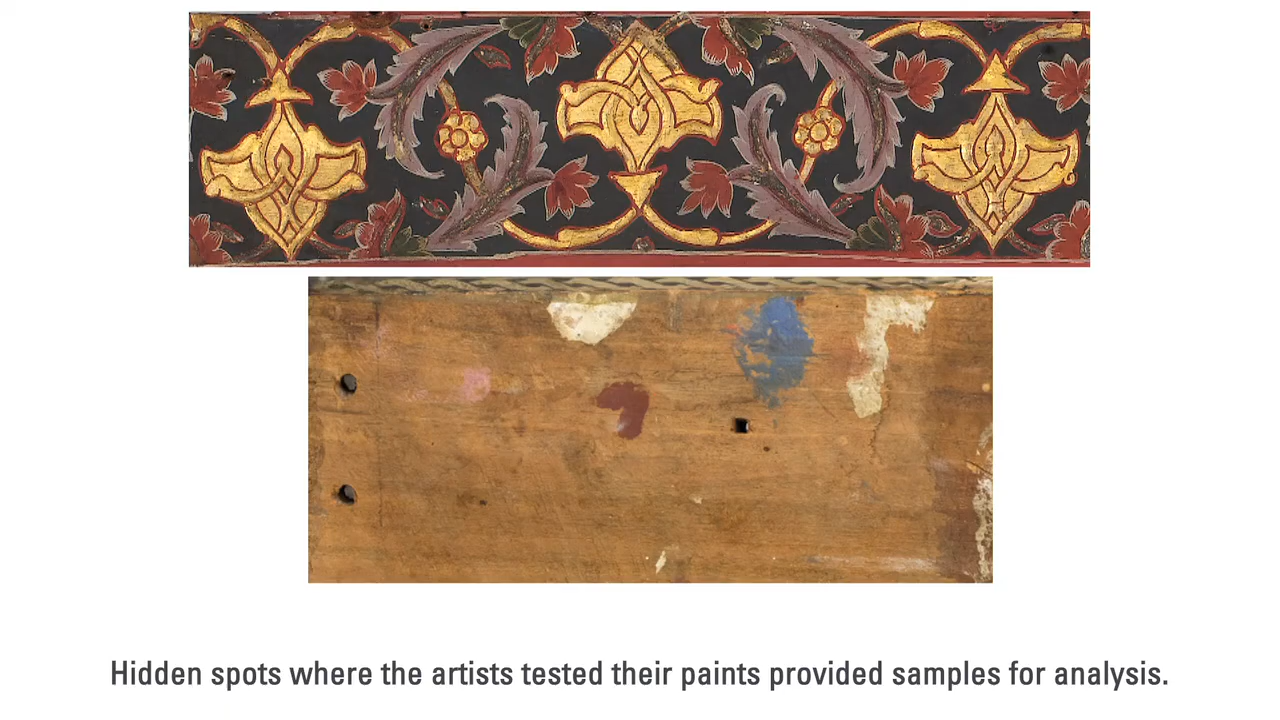 Hidden spots where the artists tested their paints provided samples for analysis.